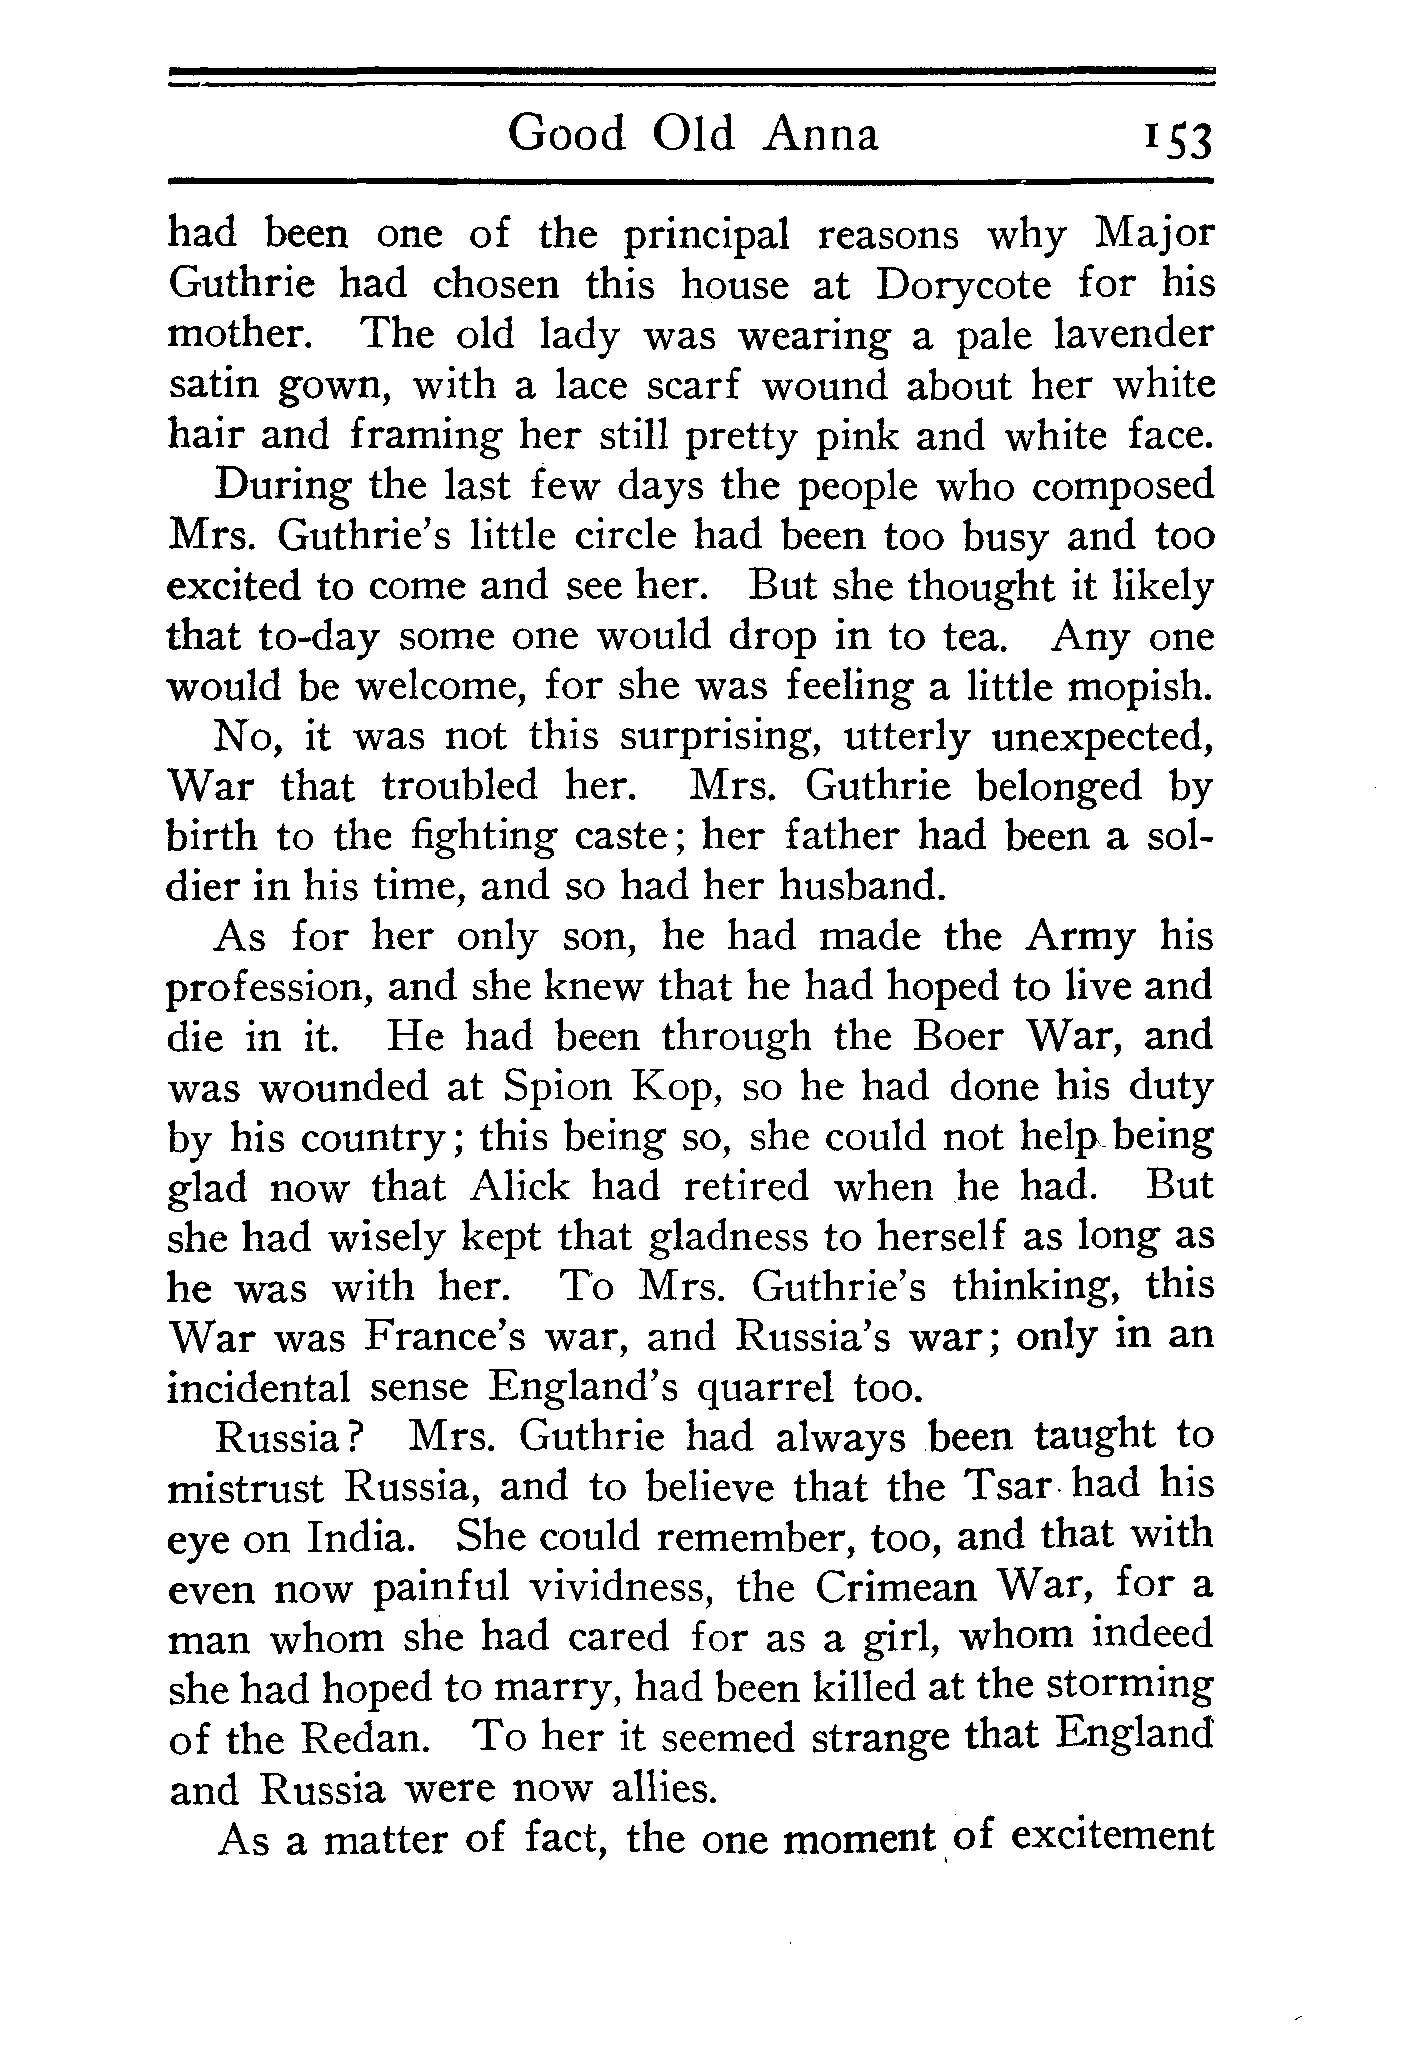 Good Old Anna 153
had been one of the principal reasons why Major
Guthrie had chosen this house at Dorycote for his
mother. The old lady was wearing a pale lavender
satin gown, with a lace scarf wound about her white
hair and framing her still pretty pink and white face.
During the last few days the people who composed
Mrs. Guthrie's little circle had been too busy and too
excited to come and see her. But she thought it likely
that to-day some one would drop in to tea. Any one
would be welcome, for she was feeling a little mopish.
No, it was not this surprising, utterly unexpected,
War that troubled her. Mrs. Guthrie belonged by
birth to the fighting caste; her father had been a sol-
dier in his time, and so had her husband.
As for her only son, he had made the Army his
profession, and she knew that he had hoped to live and
die in it. He had been through the Boer War, and
was wounded at Spion Kop, so he had done his duty
by his country; this being so, she could not help being
glad now that Alick had retired when he had. But
she had wisely kept that gladness to herself as long as
he was with her. To Mrs. Guthrie's thinking, this
War was France's war, and Russia's war; only in an
incidental sense England's quarrel too.
Russia? Mrs. Guthrie had always been taught to
mistrust Russia, and to believe that the Tsar had his
eye on India. She could remember, too, and that with
even now painful vividness, the Crimean War, for a
man whom she had cared for as a girl, whom indeed
she had hoped to marry, had been killed at the storming
of the Redan. To her it seemed strange that England
and Russia were now allies.
As a matter of fact, the one moment of excitement